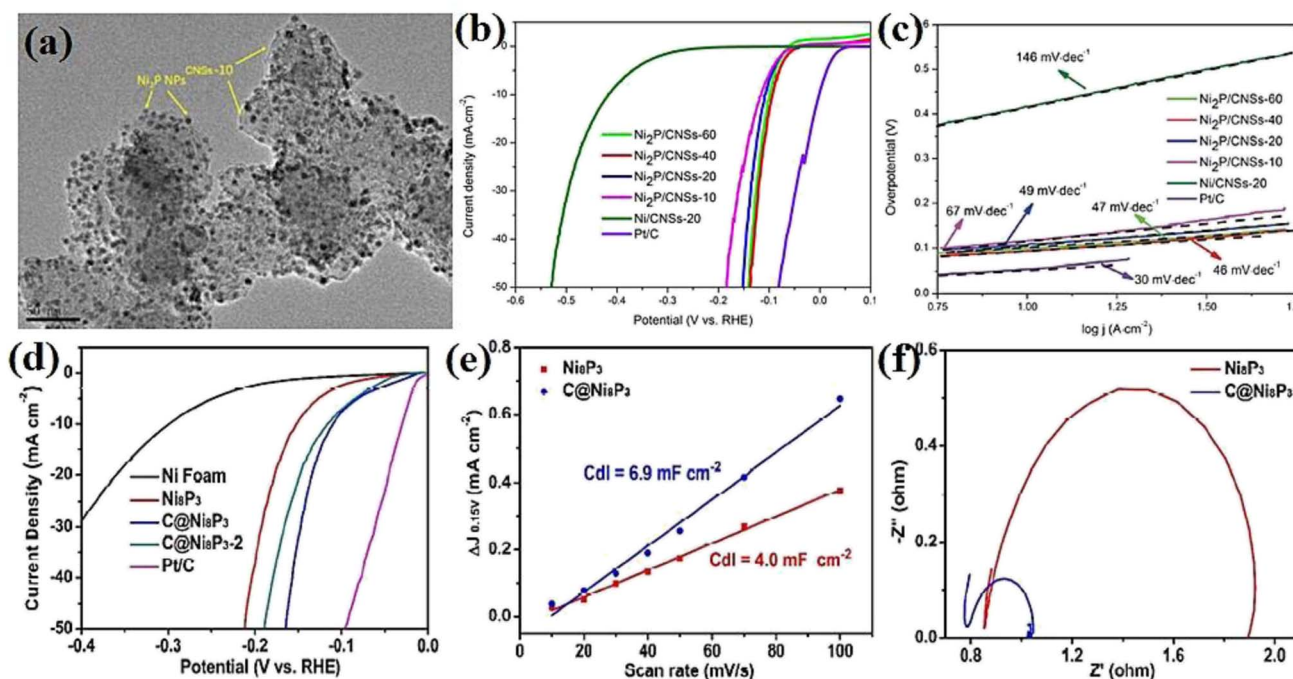 (a)
Ni₂P NPs
CNSs-10
50 nm
(b)
Current density (mA·cm⁻²)
0
-10
-20
-30
-40
-50
Ni₂P/CNSs-60
Ni₂P/CNSs-40
Ni₂P/CNSs-20
Ni₂P/CNSs-10
Ni/CNSs-20
Pt/C
-0.6 -0.5 -0.4 -0.3 -0.2 -0.1 0.0 0.1
Potential (V vs. RHE)
(c)
Overpotential (V)
0.6
0.5
0.4
0.3
0.2
0.1
0.0
146 mV·dec⁻¹
Ni₂P/CNSs-60
Ni₂P/CNSs-40
Ni₂P/CNSs-20
Ni₂P/CNSs-10
Ni/CNSs-20
Pt/C
67 mV·dec⁻¹
49 mV·dec⁻¹
47 mV·dec⁻¹
46 mV·dec⁻¹
30 mV·dec⁻¹
0.75 1.00 1.25 1.50
log j (A·cm⁻²)
(d)
Current Density (mA cm⁻²)
0
-10
-20
-30
-40
-50
Ni Foam
Ni₈P₃
C@Ni₈P₃
C@Ni₈P₃-2
Pt/C
-0.4 -0.3 -0.2 -0.1 -0.0
Potential (V vs. RHE)
(e)
ΔJ 0.15V (mA cm⁻²)
0.8
0.6
0.4
0.2
0.0
Ni₈P₃
C@Ni₈P₃
Cdl = 6.9 mF cm⁻²
Cdl = 4.0 mF cm⁻²
0 20 40 60 80 100
Scan rate (mV/s)
(f)
-Z'' (ohm)
0.6
0.4
0.2
0.0
Ni₈P₃
C@Ni₈P₃
0.8 1.2 1.6 2.0
Z' (ohm)